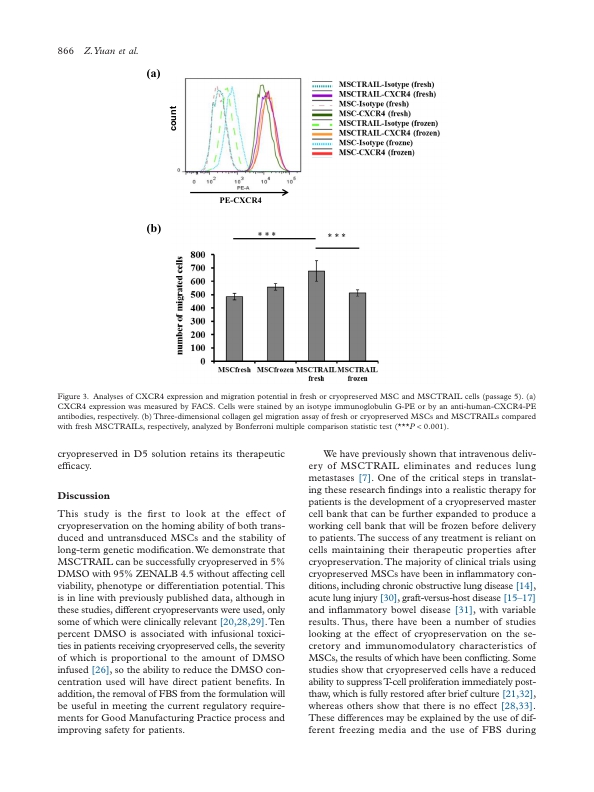 866 Z. Yuan et al.
(a)
count
0
0 10² 10³ 10⁴ 10⁵
PE-A
PE-CXCR4
MSCTRAIL-Isotype (fresh)
MSCTRAIL-CXCR4 (fresh)
MSC-Isotype (fresh)
MSC-CXCR4 (fresh)
MSCTRAIL-Isotype (frozen)
MSCTRAIL-CXCR4 (frozen)
MSC-Isotype (frozne)
MSC-CXCR4 (frozen)
(b)
***
***
number of migrated cells
800
700
600
500
400
300
200
100
0
MSCfresh MSCfrozen MSCTRAIL MSCTRAIL
fresh frozen
Figure 3. Analyses of CXCR4 expression and migration potential in fresh or cryopreserved MSC and MSCTRAIL cells (passage 5). (a)
CXCR4 expression was measured by FACS. Cells were stained by an isotype immunoglobulin G-PE or by an anti-human-CXCR4-PE
antibodies, respectively. (b) Three-dimensional collagen gel migration assay of fresh or cryopreserved MSCs and MSCTRAILs compared
with fresh MSCTRAILs, respectively, analyzed by Bonferroni multiple comparison statistic test (***P < 0.001).
cryopreserved in D5 solution retains its therapeutic
efficacy.
Discussion
This study is the first to look at the effect of
cryopreservation on the homing ability of both trans-
duced and untransduced MSCs and the stability of
long-term genetic modification. We demonstrate that
MSCTRAIL can be successfully cryopreserved in 5%
DMSO with 95% ZENALB 4.5 without affecting cell
viability, phenotype or differentiation potential. This
is in line with previously published data, although in
these studies, different cryopreservants were used, only
some of which were clinically relevant [20,28,29]. Ten
percent DMSO is associated with infusional toxici-
ties in patients receiving cryopreserved cells, the severity
of which is proportional to the amount of DMSO
infused [26], so the ability to reduce the DMSO con-
centration used will have direct patient benefits. In
addition, the removal of FBS from the formulation will
be useful in meeting the current regulatory require-
ments for Good Manufacturing Practice process and
improving safety for patients.
We have previously shown that intravenous deliv-
ery of MSCTRAIL eliminates and reduces lung
metastases [7]. One of the critical steps in translat-
ing these research findings into a realistic therapy for
patients is the development of a cryopreserved master
cell bank that can be further expanded to produce a
working cell bank that will be frozen before delivery
to patients. The success of any treatment is reliant on
cells maintaining their therapeutic properties after
cryopreservation. The majority of clinical trials using
cryopreserved MSCs have been in inflammatory con-
ditions, including chronic obstructive lung disease [14],
acute lung injury [30], graft-versus-host disease [15–17]
and inflammatory bowel disease [31], with variable
results. Thus, there have been a number of studies
looking at the effect of cryopreservation on the se-
cretory and immunomodulatory characteristics of
MSCs, the results of which have been conflicting. Some
studies show that cryopreserved cells have a reduced
ability to suppress T-cell proliferation immediately post-
thaw, which is fully restored after brief culture [21,32],
whereas others show that there is no effect [28,33].
These differences may be explained by the use of dif-
ferent freezing media and the use of FBS during